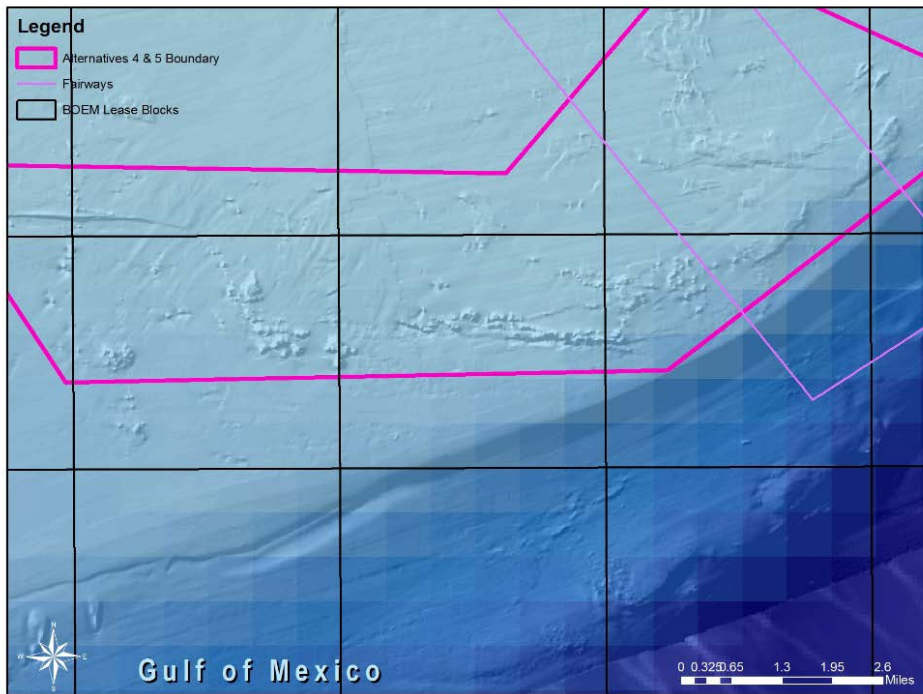 Legend
Alternatives 4 & 5 Boundary
Fairways
BOEM Lease Blocks
N
W E
S
Gulf of Mexico
0 0.325 0.65 1.3 1.95 2.6
Miles